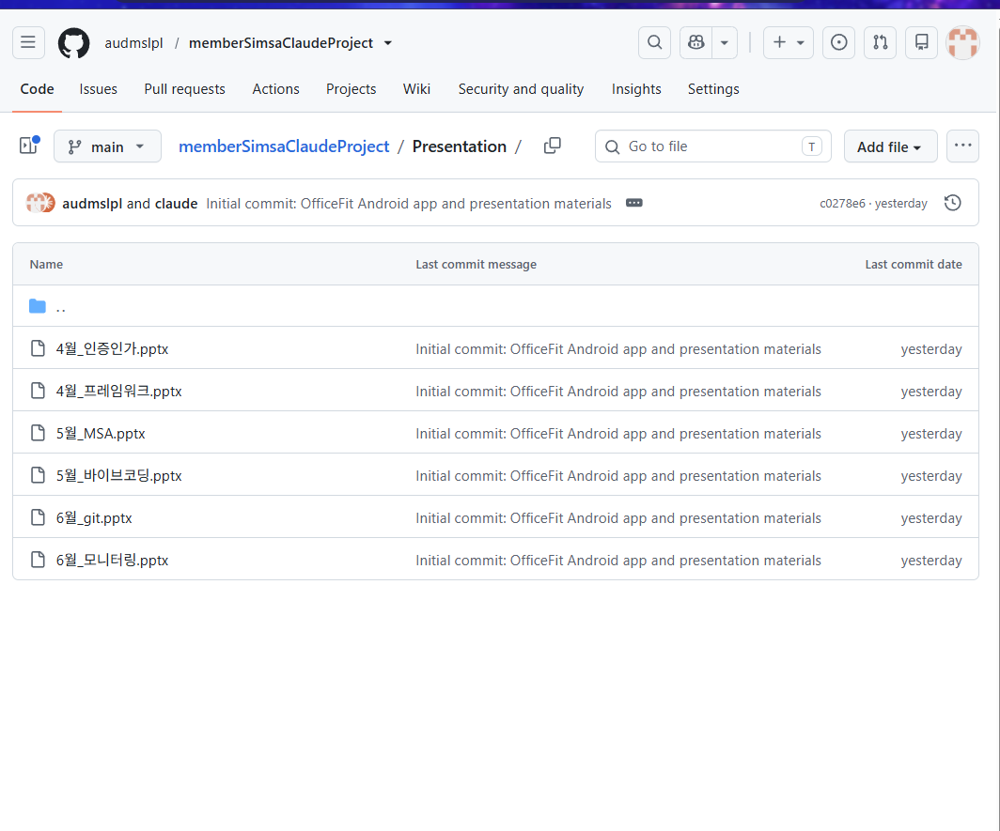 audmslpl / memberSimsaClaudeProject
Code Issues Pull requests Actions Projects Wiki Security and quality Insights Settings
main memberSimsaClaudeProject / Presentation / Go to file T Add file
audmslpl and claude Initial commit: OfficeFit Android app and presentation materials c0278e6 · yesterday
Name Last commit message Last commit date
..
4월_인증인가.pptx Initial commit: OfficeFit Android app and presentation materials yesterday
4월_프레임워크.pptx Initial commit: OfficeFit Android app and presentation materials yesterday
5월_MSA.pptx Initial commit: OfficeFit Android app and presentation materials yesterday
5월_바이브코딩.pptx Initial commit: OfficeFit Android app and presentation materials yesterday
6월_git.pptx Initial commit: OfficeFit Android app and presentation materials yesterday
6월_모니터링.pptx Initial commit: OfficeFit Android app and presentation materials yesterday